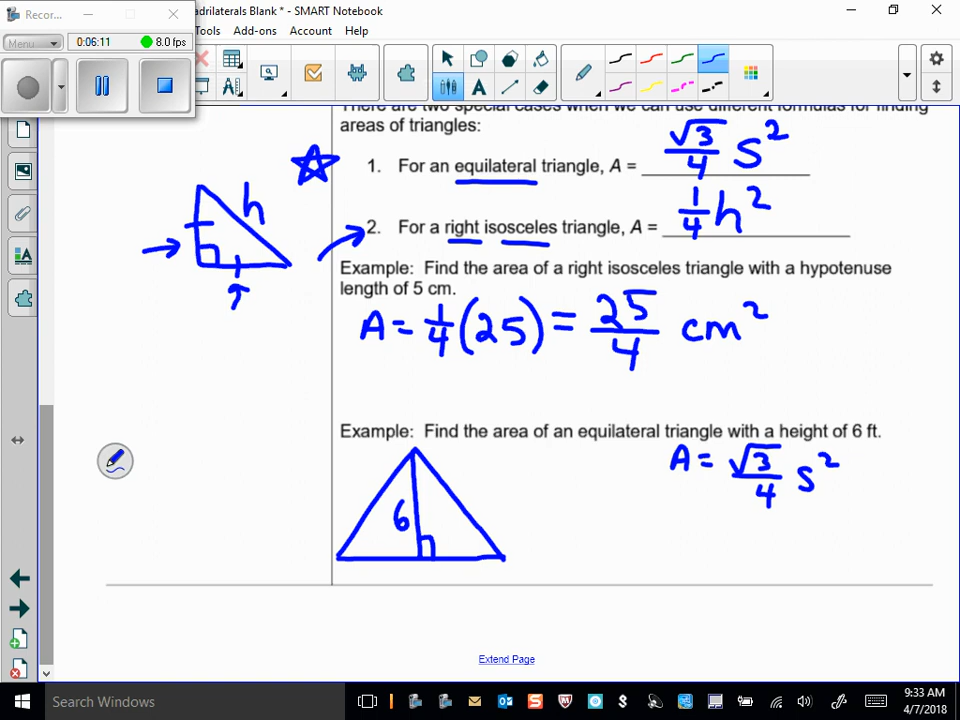 Recor...
adrilaterals Blank * - SMART Notebook
Menu
0:06:11
8.0 fps
Tools Add-ons Account Help
There are two special cases when we can use different formulas for finding
areas of triangles:
1. For an equilateral triangle, A = √3/4 s²
2. For a right isosceles triangle, A = 1/4 h²
h
Example: Find the area of a right isosceles triangle with a hypotenuse
length of 5 cm.
A = 1/4 (25) = 25/4 cm²
Example: Find the area of an equilateral triangle with a height of 6 ft.
A = √3/4 s²
6
Extend Page
Search Windows
9:33 AM
4/7/2018